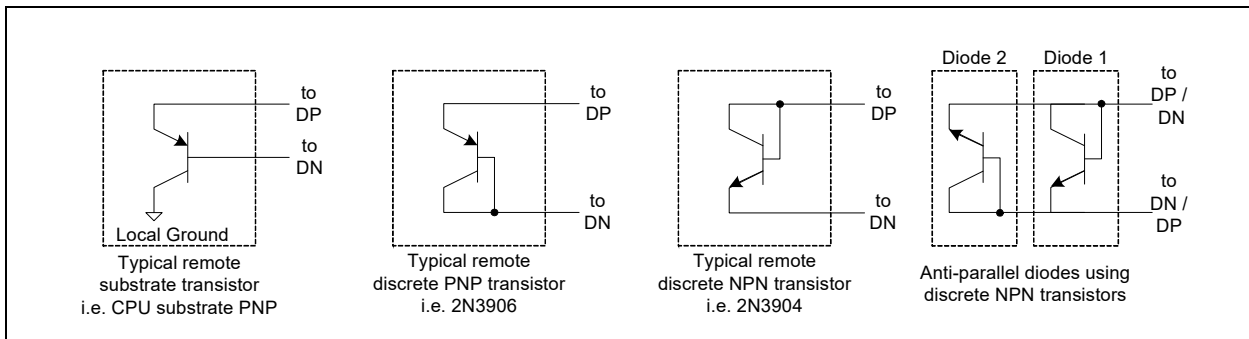 to
DP
to
DN
Local Ground
Typical remote
substrate transistor
i.e. CPU substrate PNP
to
DP
to
DN
Typical remote
discrete PNP transistor
i.e. 2N3906
to
DP
to
DN
Typical remote
discrete NPN transistor
i.e. 2N3904
Diode 2
Diode 1
to
DP /
DN
to
DN /
DP
Anti-parallel diodes using
discrete NPN transistors